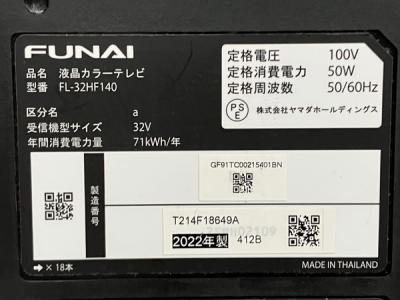 FUNAI
品名 液晶カラーテレビ
型番 FL-32HF140
区分名 a
受信機型サイズ 32V
年間消費電力量 71kWh/年
定格電圧 100V
定格消費電力 50W
定格周波数 50/60Hz
PSE 株式会社ヤマダホールディングス
製造番号
GF91TC00215401BN
T214F18649A
2022年製 412B
→× 18本
MADE IN THAILAND